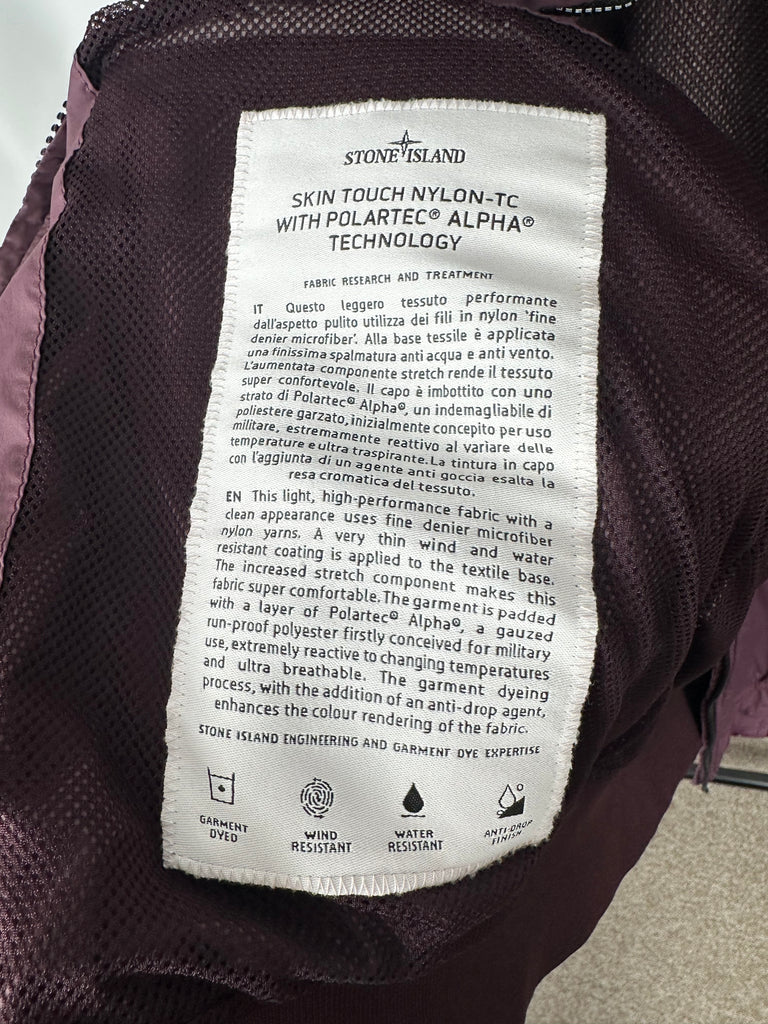 STONE ISLAND
SKIN TOUCH NYLON-TC
WITH POLARTEC® ALPHA®
TECHNOLOGY
FABRIC RESEARCH AND TREATMENT
IT Questo leggero tessuto performante
dall'aspetto pulito utilizza dei fili in nylon 'fine
denier microfiber'. Alla base tessile è applicata
una finissima spalmatura anti acqua e anti vento.
L'aumentata componente stretch rende il tessuto
super confortevole. Il capo è imbottito con uno
strato di Polartec® Alpha®, un indemagliabile di
poliestere garzato, inizialmente concepito per uso
militare, estremamente reattivo al variare delle
temperature e ultra traspirante. La tintura in capo
con l'aggiunta di un agente anti goccia esalta la
resa cromatica del tessuto.
EN This light, high-performance fabric with a
clean appearance uses fine denier microfiber
nylon yarns. A very thin wind and water
resistant coating is applied to the textile base.
The increased stretch component makes this
fabric super comfortable. The garment is padded
with a layer of Polartec® Alpha®, a gauzed
run-proof polyester firstly conceived for military
use, extremely reactive to changing temperatures
and ultra breathable. The garment dyeing
process, with the addition of an anti-drop agent,
enhances the colour rendering of the fabric.
STONE ISLAND ENGINEERING AND GARMENT DYE EXPERTISE
GARMENT
DYED
WIND
RESISTANT
WATER
RESISTANT
ANTI-DROP
FINISH